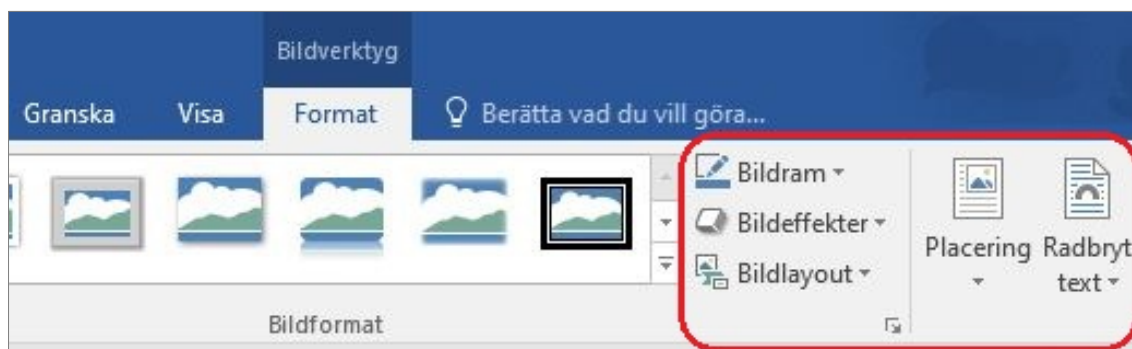 Bildverktyg
Granska Visa Format Berätta vad du vill göra...
Bildram
Bildeffekter
Bildlayout
Placering
Radbryt
text
Bildformat